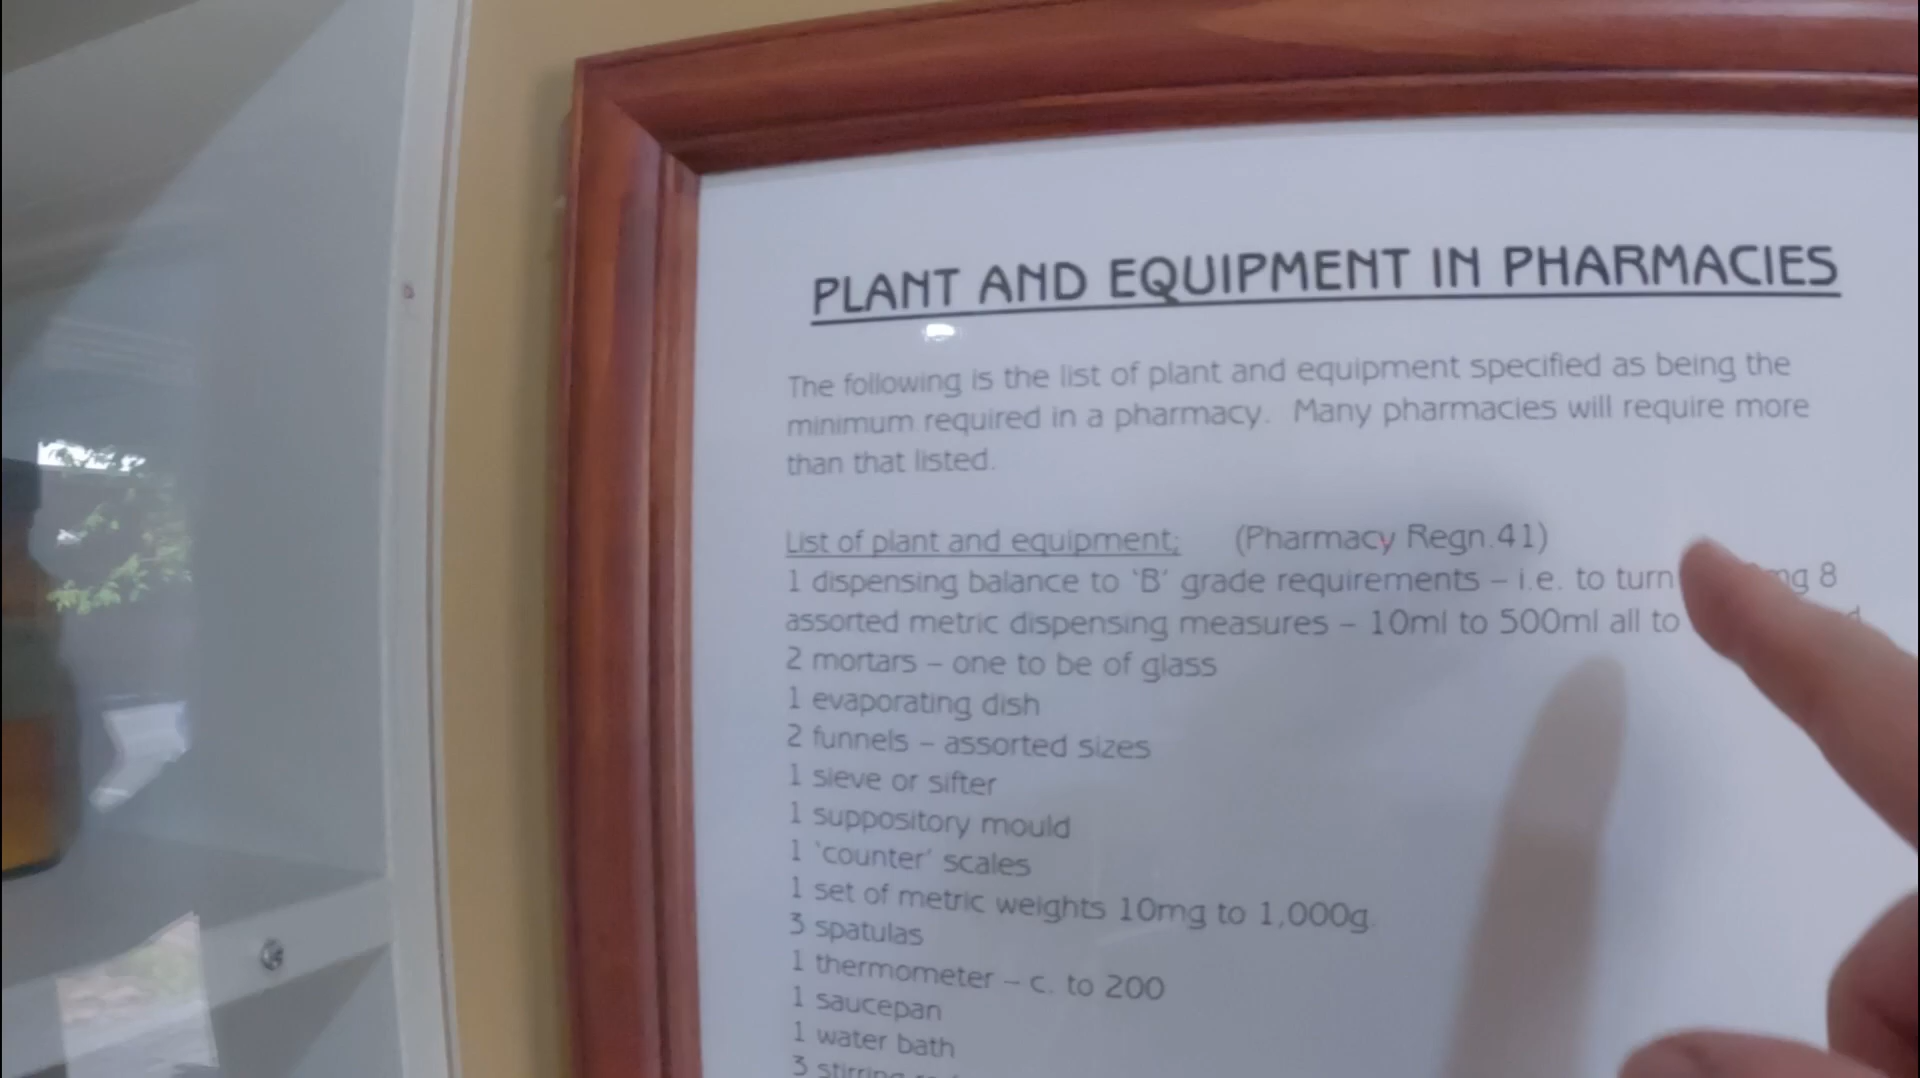 PLANT AND EQUIPMENT IN PHARMACIES
The following is the list of plant and equipment specified as being the
minimum required in a pharmacy. Many pharmacies will require more
than that listed.
List of plant and equipment; (Pharmacy Regn.41)
1 dispensing balance to 'B' grade requirements – i.e. to turn 8
assorted metric dispensing measures – 10ml to 500ml all to
2 mortars – one to be of glass
1 evaporating dish
2 funnels – assorted sizes
1 sieve or sifter
1 suppository mould
1 'counter' scales
1 set of metric weights 10mg to 1,000g.
3 spatulas
1 thermometer – c. to 200
1 saucepan
1 water bath
3 stirring